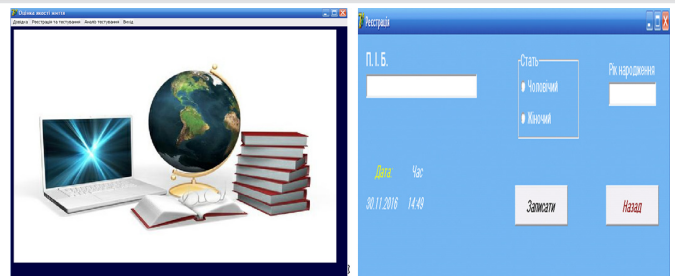 Оцінка якості життя
Довідка Реєстрація та тестування Аналіз тестування Вихід
Реєстрація
П. І. Б.
Стать
Чоловічий
Жіночий
Рік народження
Дата: Час
30.11.2016 14:49
Записати
Назад